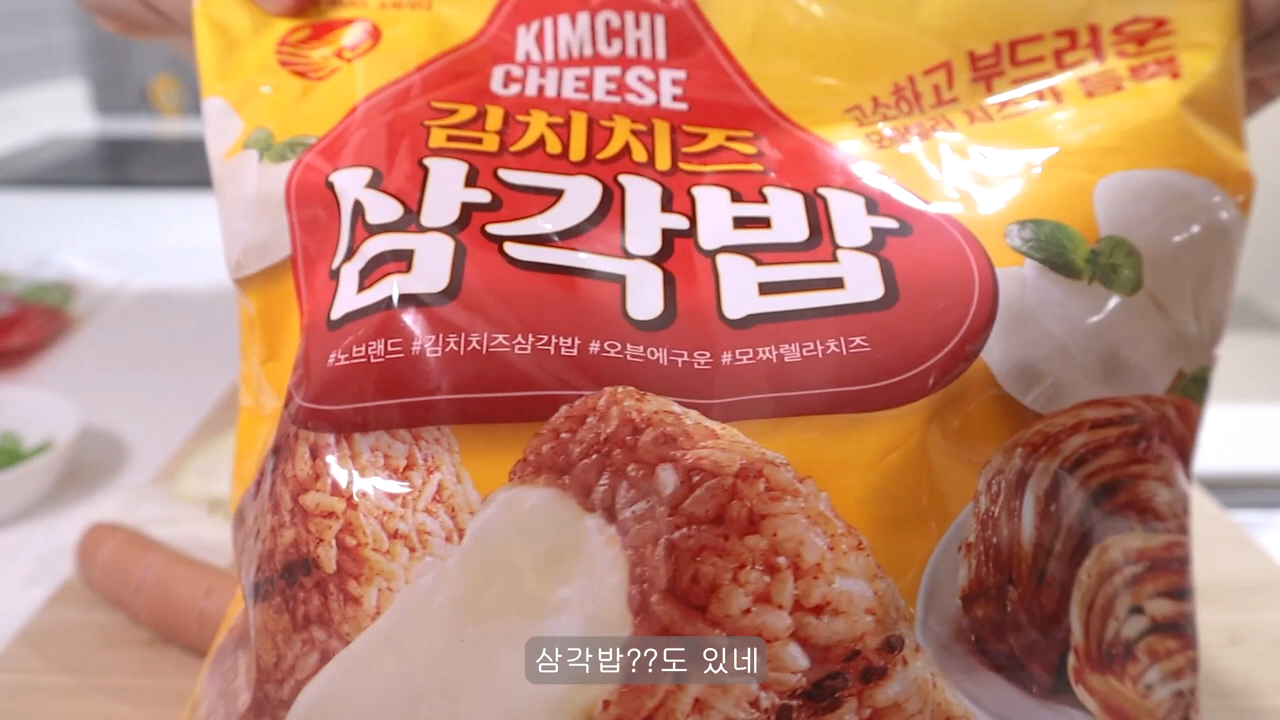 KIMCHI
CHEESE
김치치즈
삼각밥
고소하고 부드러운
#노브랜드 #김치치즈삼각밥 #오븐에구운 #모짜렐라치즈
삼각밥??도 있네